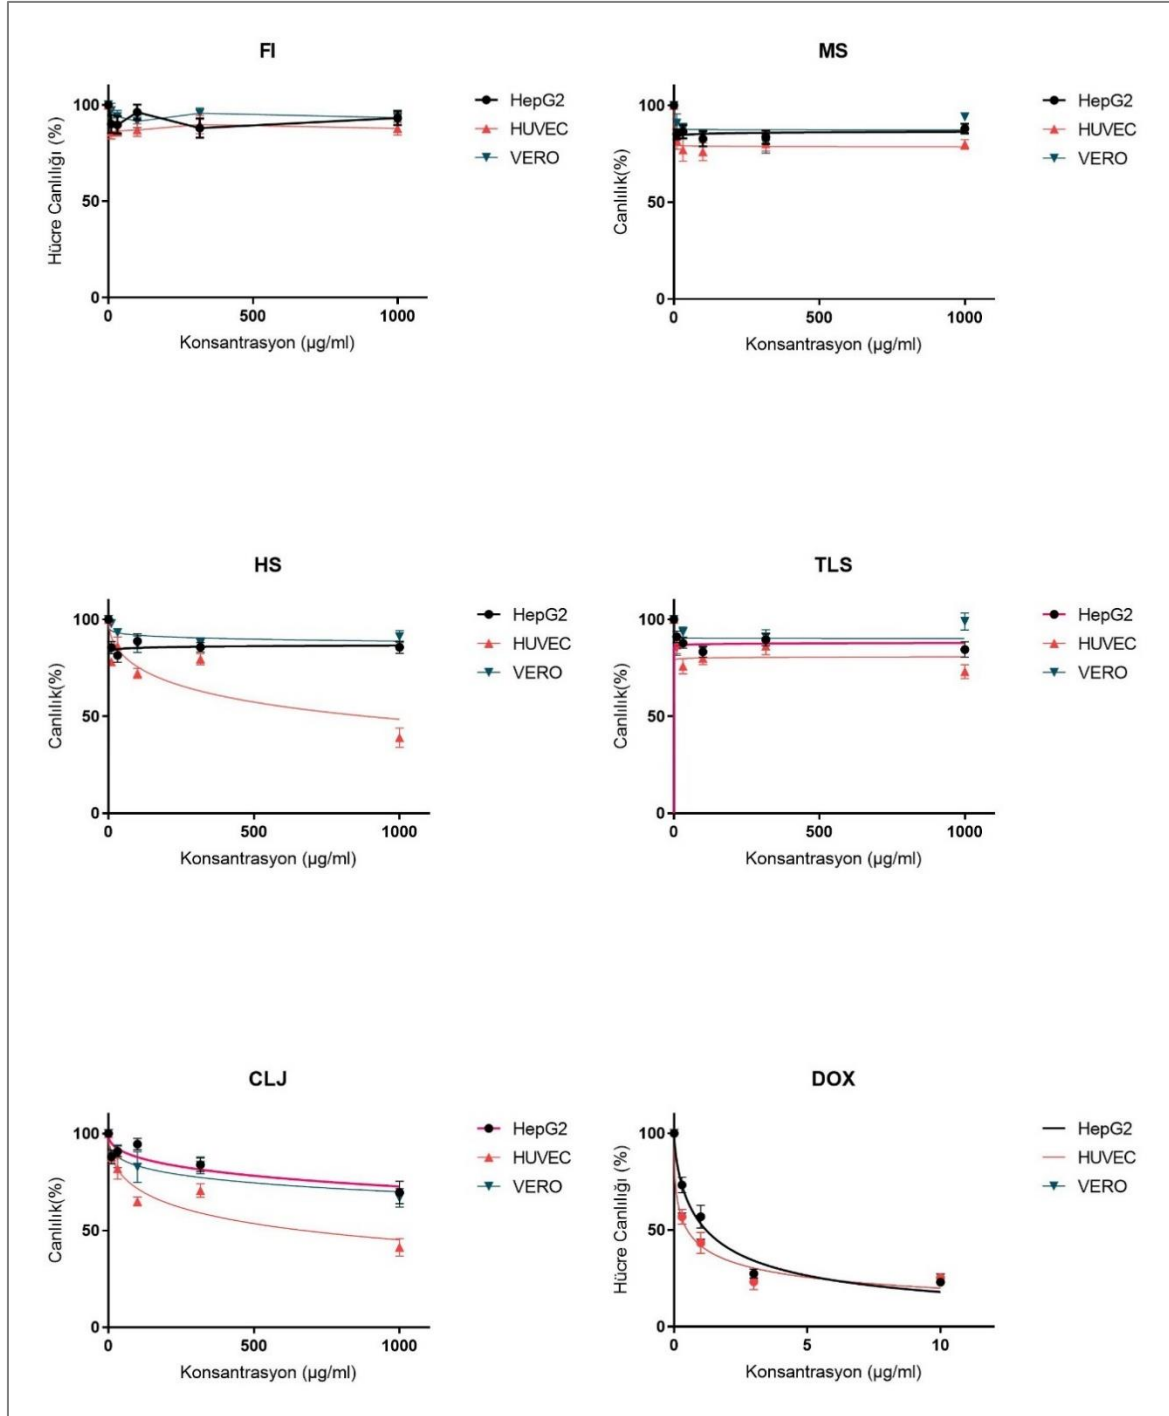 FI
100
50
0
0
500
1000
Hücre Canlılığı (%)
Konsantrasyon (µg/ml)
HepG2
HUVEC
VERO
MS
100
50
0
0
500
1000
Canlılık(%)
Konsantrasyon (µg/ml)
HepG2
HUVEC
VERO
HS
100
50
0
0
500
1000
Canlılık(%)
Konsantrasyon (µg/ml)
HepG2
HUVEC
VERO
TLS
100
50
0
0
500
1000
Canlılık(%)
Konsantrasyon (µg/ml)
HepG2
HUVEC
VERO
CLJ
100
50
0
0
500
1000
Canlılık(%)
Konsantrasyon (µg/ml)
HepG2
HUVEC
VERO
DOX
100
50
0
0
5
10
Hücre Canlılığı (%)
Konsantrasyon (µg/ml)
HepG2
HUVEC
VERO